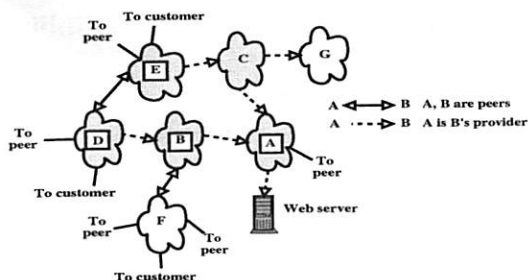 To customer
To
peer
E
C
G
A B A, B are peers
A B A is B's provider
To
peer
D
B
A
To
peer
To customer
Web server
To
peer
F
To
peer
To customer